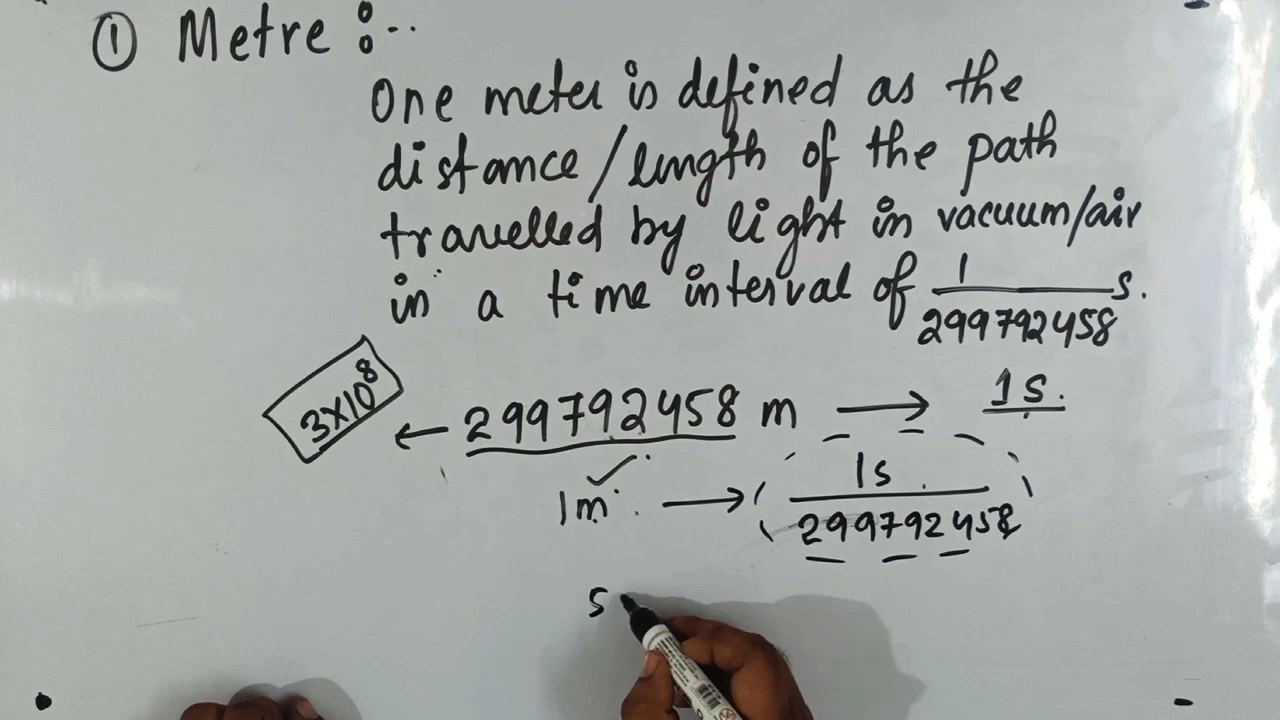 ① Metre :-
One meter is defined as the
distance/length of the path
travelled by light in vacuum/air
in a time interval of 1/299792458 s.
3×10⁸ ← 299792458 m → 1s.
1m → 1s/299792458
s